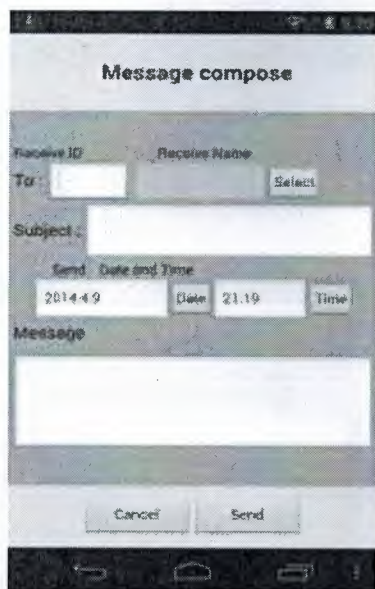 Message compose
Receive ID Receive Name
To : Select
Subject :
Send Date and Time
2014-4-9 Date 21:19 Time
Message
Cancel Send